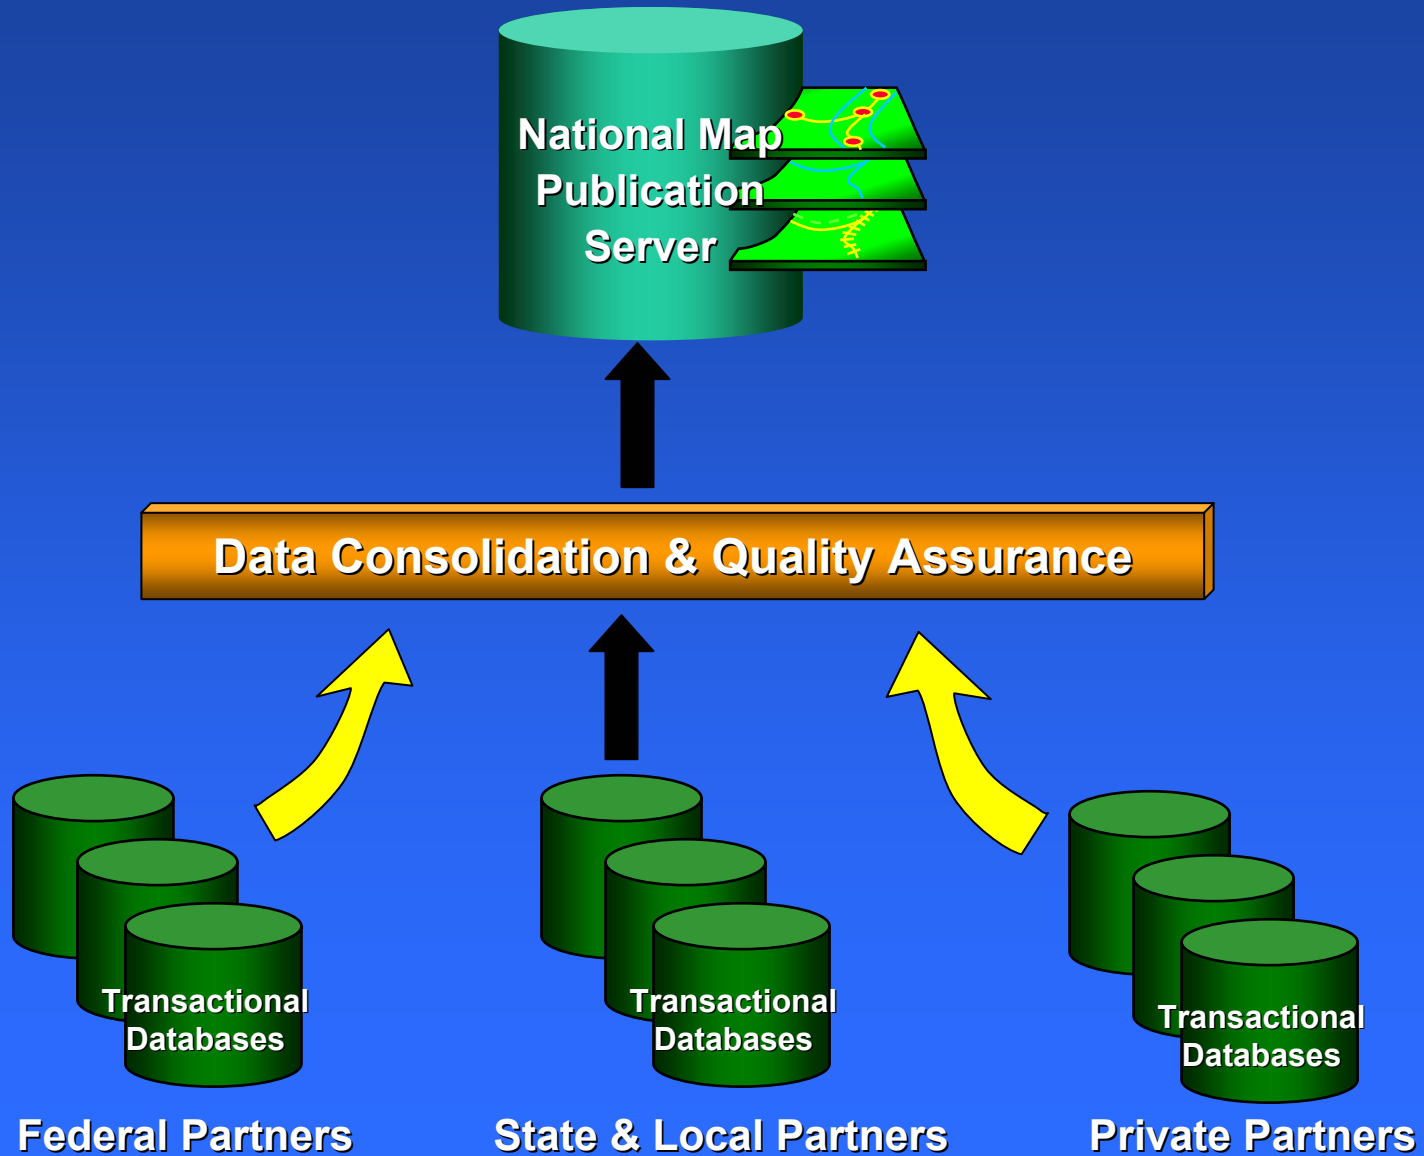 National Map
Publication
Server
Data Consolidation & Quality Assurance
Transactional
Databases
Transactional
Databases
Transactional
Databases
Federal Partners
State & Local Partners
Private Partners